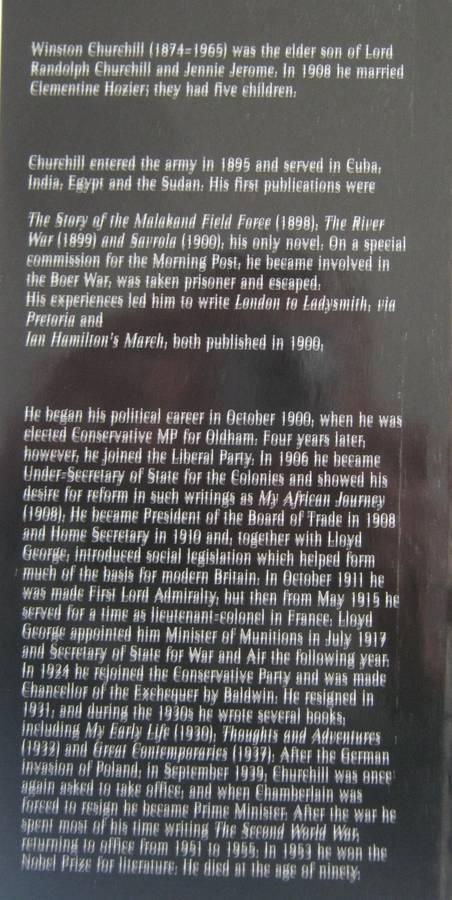 Winston Churchill (1874-1965) was the elder son of Lord
Randolph Churchill and Jennie Jerome. In 1908 he married
Clementine Hozier; they had five children.
Churchill entered the army in 1895 and served in Cuba,
India, Egypt and the Sudan. His first publications were
The Story of the Malakand Field Force (1898), The River
War (1899) and Savrola (1900), his only novel. On a special
commission for the Morning Post, he became involved in
the Boer War, was taken prisoner and escaped.
His experiences led him to write London to Ladysmith, via
Pretoria and
Ian Hamilton's March, both published in 1900.
He began his political career in October 1900, when he was
elected Conservative MP for Oldham. Four years later,
however, he joined the Liberal Party. In 1906 he became
Under-Secretary of State for the Colonies and showed his
desire for reform in such writings as My African Journey
(1908). He became President of the Board of Trade in 1908
and Home Secretary in 1910 and, together with Lloyd
George, introduced social legislation which helped form
much of the basis for modern Britain. In October 1911 he
was made First Lord Admiralty, but then from May 1915 he
served for a time as lieutenant-colonel in France. Lloyd
George appointed him Minister of Munitions in July 1917
and Secretary of State for War and Air the following year.
In 1924 he rejoined the Conservative Party and was made
Chancellor of the Exchequer by Baldwin. He resigned in
1931, and during the 1930s he wrote several books,
including My Early Life (1930), Thoughts and Adventures
(1932) and Great Contemporaries (1937). After the German
Invasion of Poland, in September 1939, Churchill was once
again asked to take office, and when Chamberlain was
forced to resign he became Prime Minister. After the war he
spent most of his time writing The Second World War,
returning to office from 1951 to 1955. In 1953 he won the
Nobel Prize for literature. He died at the age of ninety.